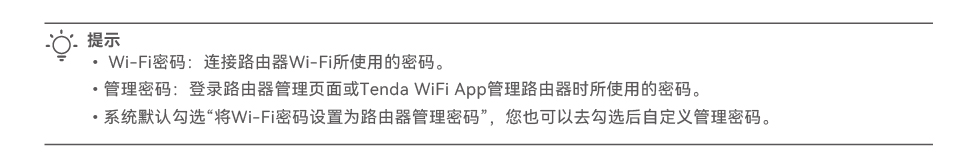 提示
• Wi-Fi密码：连接路由器Wi-Fi所使用的密码。
• 管理密码：登录路由器管理页面或Tenda WiFi App管理路由器时所使用的密码。
• 系统默认勾选“将Wi-Fi密码设置为路由器管理密码”，您也可以去勾选后自定义管理密码。